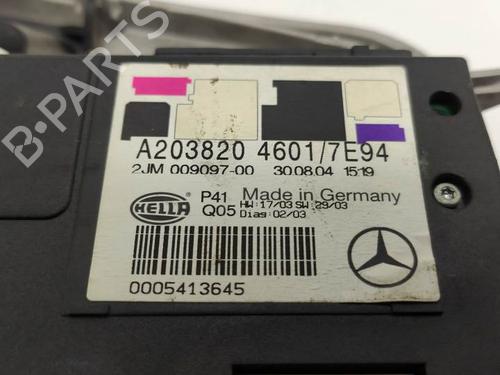 B-PARTS
A203820 4601/7E94
2JM 009097-00 30.08.04 15:19
HELLA
P41 Made in Germany
Q05 HW:17/03 SW:29/03
Diag:02/03
0005413645